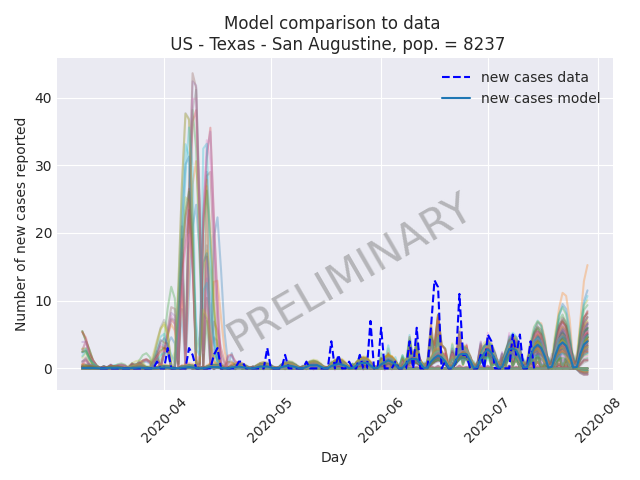 Model comparison to data
US - Texas - San Augustine, pop. = 8237
new cases data
new cases model
Number of new cases reported
40
30
20
10
0
PRELIMINARY
2020-04
2020-05
2020-06
2020-07
2020-08
Day